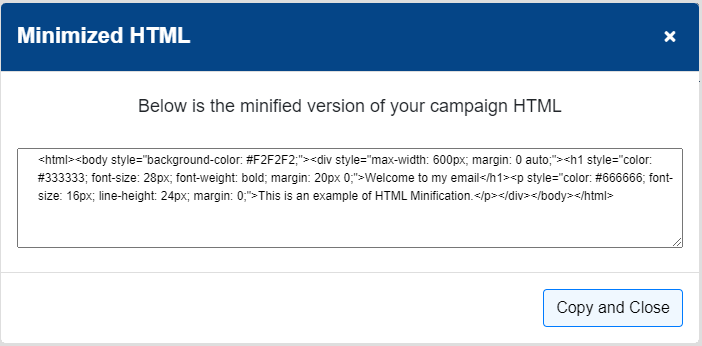 Minimized HTML
×
Below is the minified version of your campaign HTML
<html><body style="background-color: #F2F2F2;"><div style="max-width: 600px; margin: 0 auto;"><h1 style="color:
#333333; font-size: 28px; font-weight: bold; margin: 20px 0;">Welcome to my email</h1><p style="color: #666666; font-
size: 16px; line-height: 24px; margin: 0;">This is an example of HTML Minification.</p></div></body></html>
Copy and Close